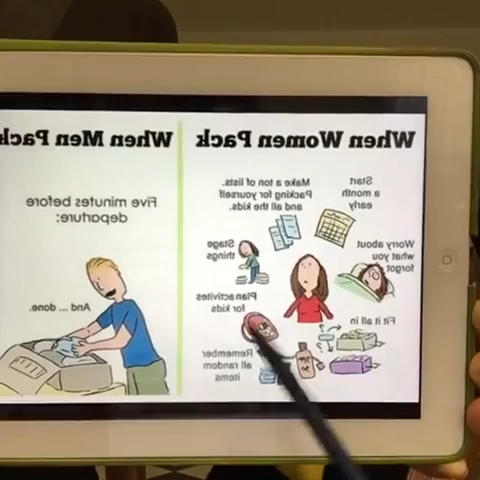 When Women Pack
Start
a month
early
Make a ton of lists.
Packing for yourself
and all the kids.
Worry about
what you
forgot
Stage
things
Plan activites
for kids
Fit it all in
Remember
all random
items
When Men Pack
Five minutes before
departure:
And ... done.